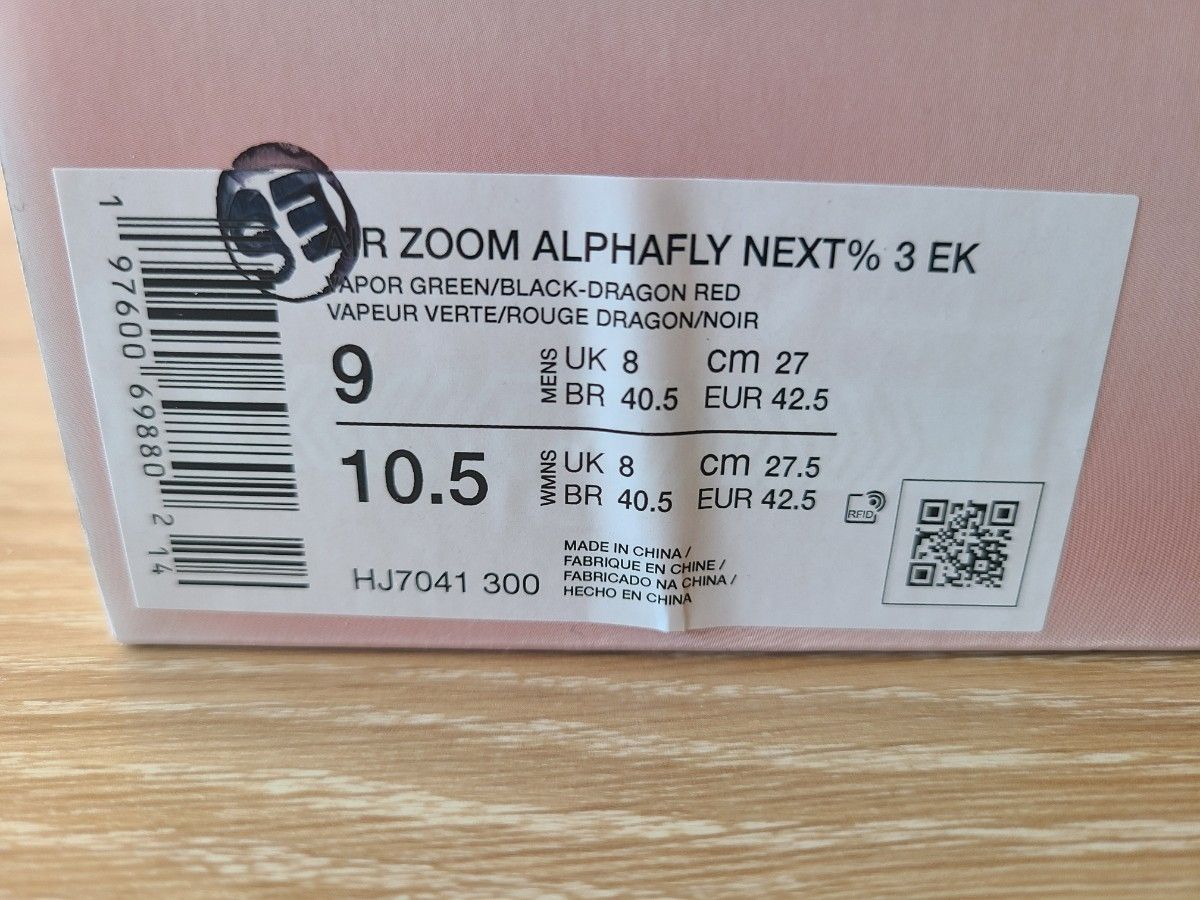 SE
AIR ZOOM ALPHAFLY NEXT% 3 EK
VAPOR GREEN/BLACK-DRAGON RED
VAPEUR VERTE/ROUGE DRAGON/NOIR
9
MENS
UK 8 cm 27
BR 40.5 EUR 42.5
10.5
WMNS
UK 8 cm 27.5
BR 40.5 EUR 42.5
RFID
HJ7041 300
MADE IN CHINA /
FABRIQUE EN CHINE /
FABRICADO NA CHINA /
HECHO EN CHINA
1 97600 69880 2 14